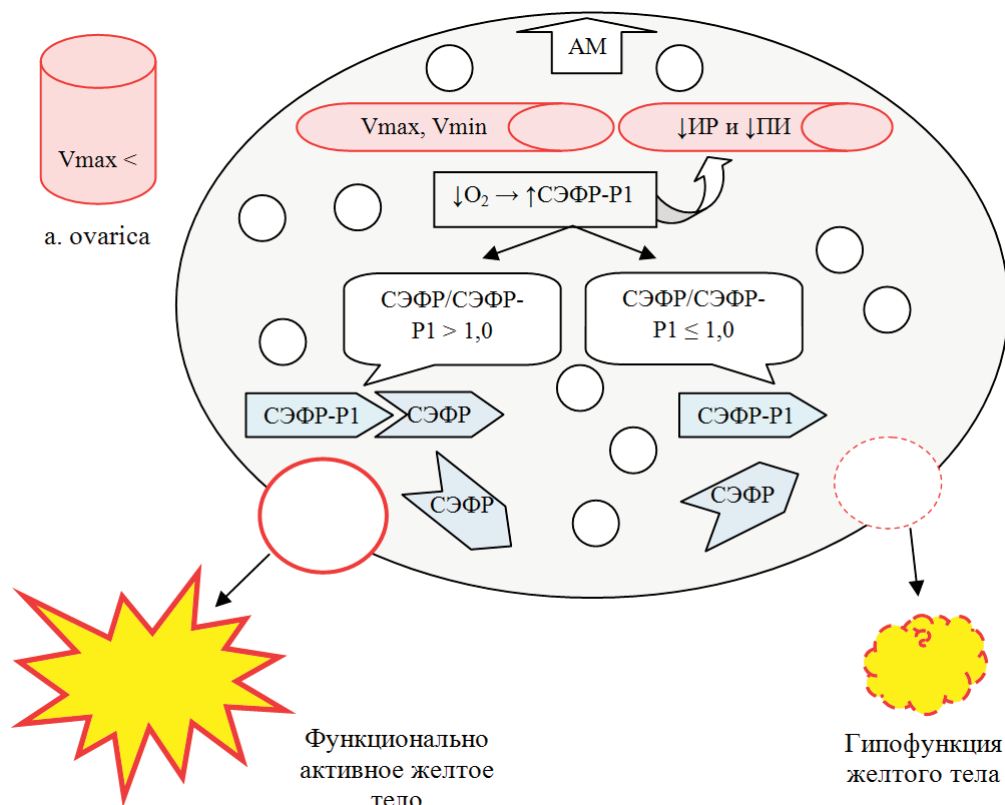 АМ
Vmax <
a. ovarica
Vmax, Vmin
↓ИР и ↓ПИ
↓O₂ → ↑СЭФР-Р1
СЭФР/СЭФР-
Р1 > 1,0
СЭФР/СЭФР-
Р1 ≤ 1,0
СЭФР-Р1
СЭФР
СЭФР-Р1
СЭФР
СЭФР
Функционально
активное желтое
тело
Гипофункция
желтого тела